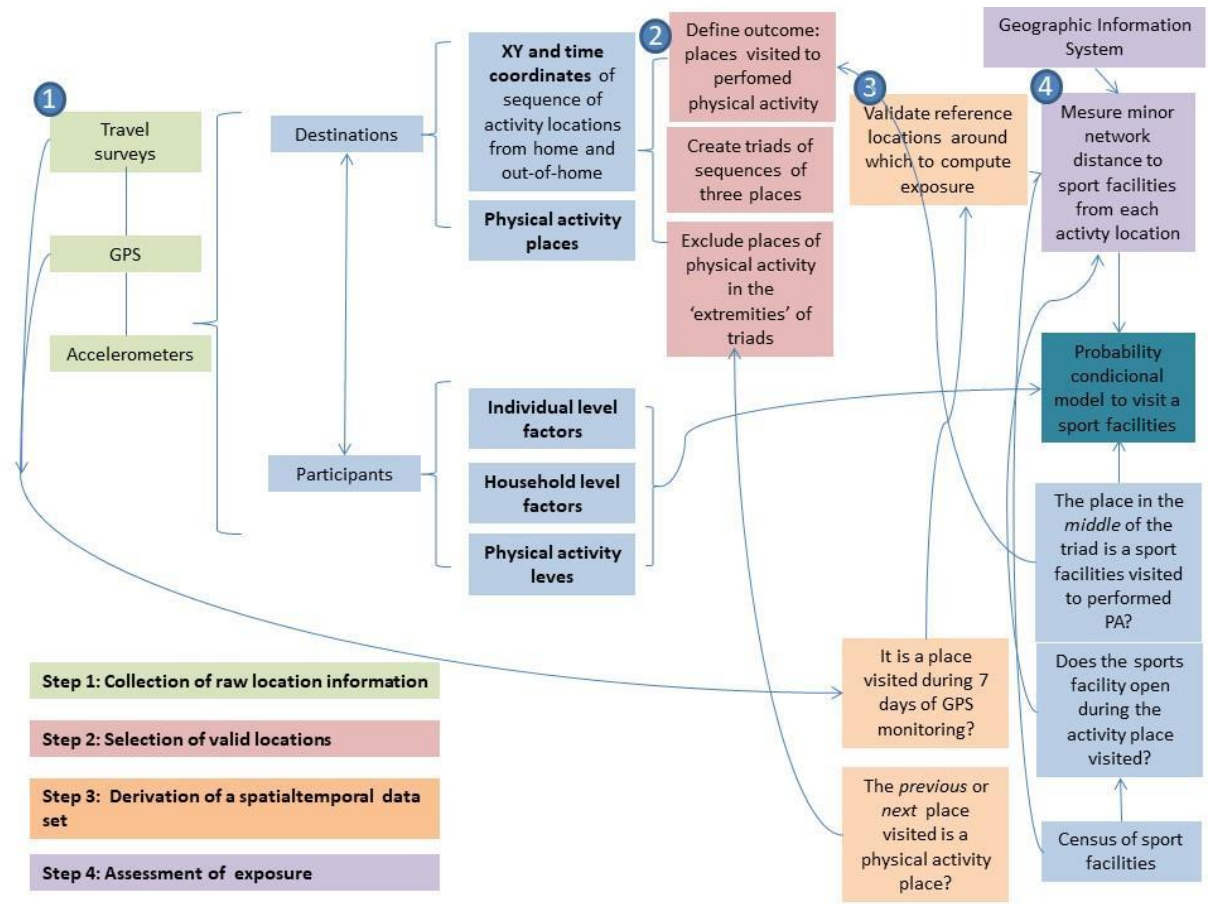 1
Travel
surveys
GPS
Accelerometers
Destinations
Participants
XY and time
coordinates of
sequence of
activity locations
from home and
out-of-home
Physical activity
places
Individual level
factors
Household level
factors
Physical activity
leves
2
Define outcome:
places visited to
perfomed
physical activity
Create triads of
sequences of
three places
Exclude places of
physical activity
in the
‘extremities’ of
triads
3
Validate reference
locations around
which to compute
exposure
It is a place
visited during 7
days of GPS
monitoring?
The previous or
next place
visited is a
physical activity
place?
Geographic Information
System
4
Mesure minor
network
distance to
sport facilities
from each
activty location
Probability
condicional
model to visit a
sport facilities
The place in the
middle of the
triad is a sport
facilities visited
to performed
PA?
Does the sports
facility open
during the
activity place
visited?
Census of sport
facilities
Step 1: Collection of raw location information
Step 2: Selection of valid locations
Step 3: Derivation of a spatialtemporal data
set
Step 4: Assessment of exposure